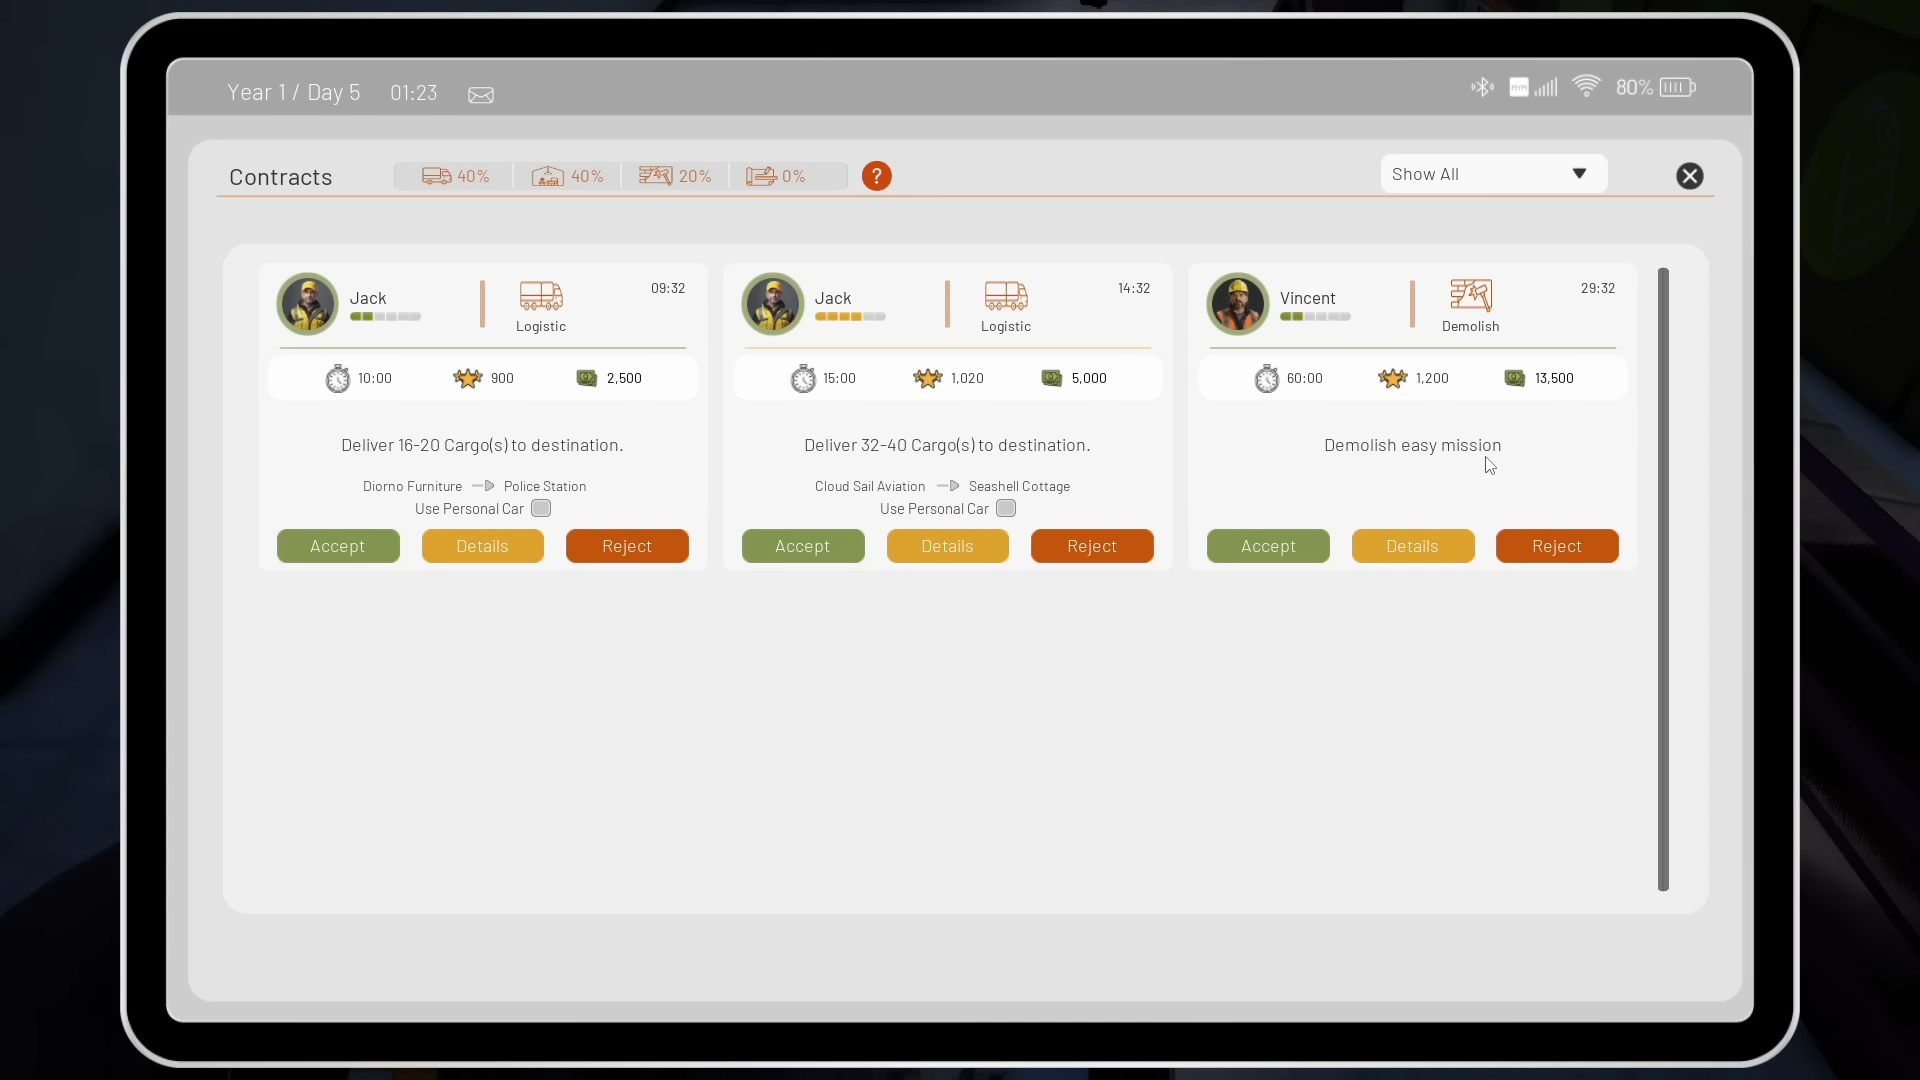 Year 1 / Day 5 01:23 80%
Contracts 40% 40% 20% 0% ? Show All
Jack Logistic 09:32
10:00 900 2,500
Deliver 16-20 Cargo(s) to destination.
Diorno Furniture Police Station
Use Personal Car
Accept Details Reject
Jack Logistic 14:32
15:00 1,020 5,000
Deliver 32-40 Cargo(s) to destination.
Cloud Sail Aviation Seashell Cottage
Use Personal Car
Accept Details Reject
Vincent Demolish 29:32
60:00 1,200 13,500
Demolish easy mission
Accept Details Reject